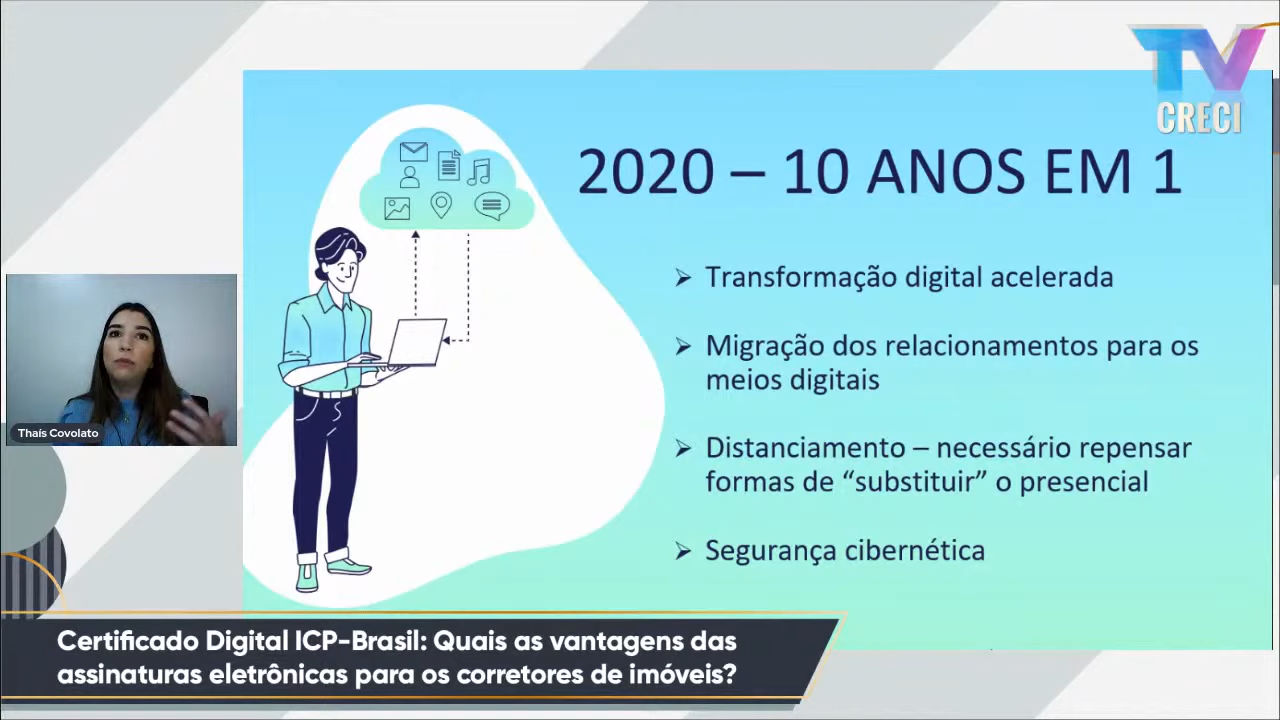 TV
CRECI
2020 – 10 ANOS EM 1
Transformação digital acelerada
Migração dos relacionamentos para os
meios digitais
Distanciamento – necessário repensar
formas de “substituir” o presencial
Segurança cibernética
Thaís Covolato
Certificado Digital ICP-Brasil: Quais as vantagens das
assinaturas eletrônicas para os corretores de imóveis?